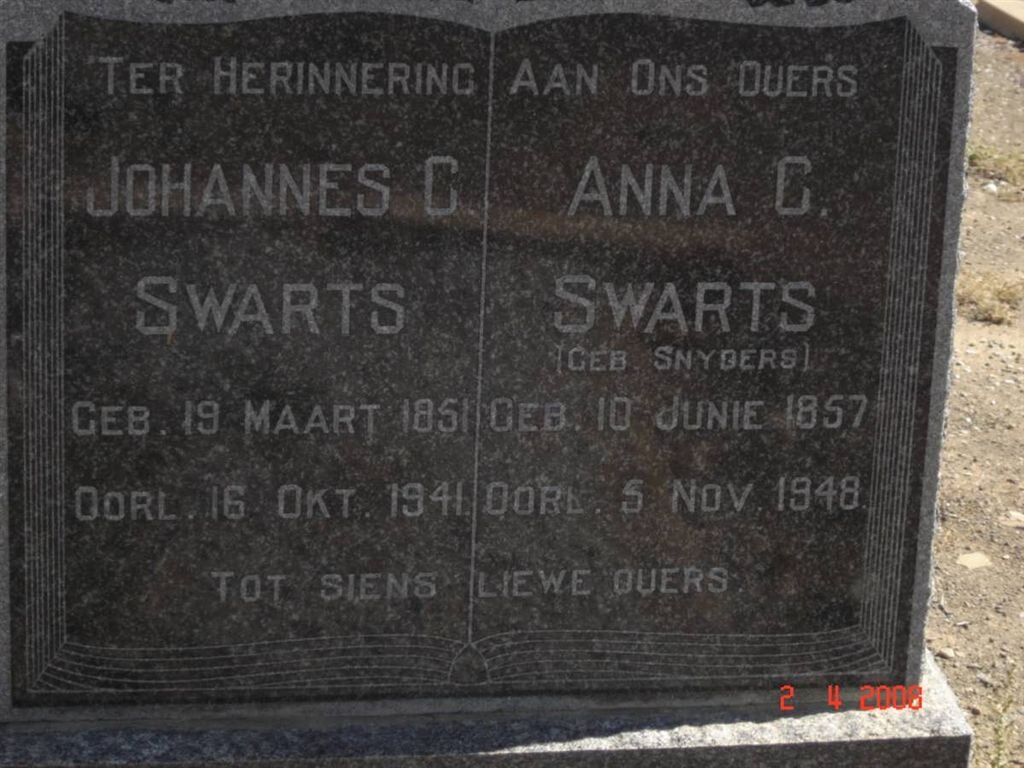 TER HERINNERING AAN ONS OUERS
JOHANNES C
SWARTS
GEB. 19 MAART 1851
OORL. 16 OKT. 1941.
ANNA C.
SWARTS
(GEB SNYDERS)
GEB. 10 JUNIE 1857
OORL. 5 NOV. 1948.
TOT SIENS LIEWE OUERS.
2 4 2008